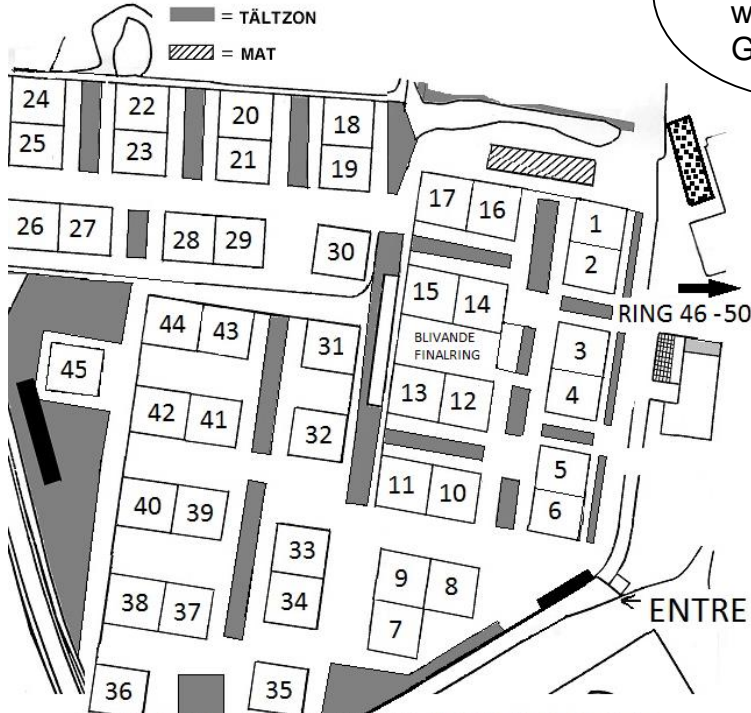 = TÄLTZON
= MAT
w
G
24 22 20 18
25 23 21 19
17 16 1
26 27 28 29 30 2
15 14
RING 46 -50
44 43 31
BLIVANDE
FINALRING
3
45
13 12 4
42 41 32
11 10 5
40 39 6
33
9 8
34
38 37
7
ENTRE
36 35